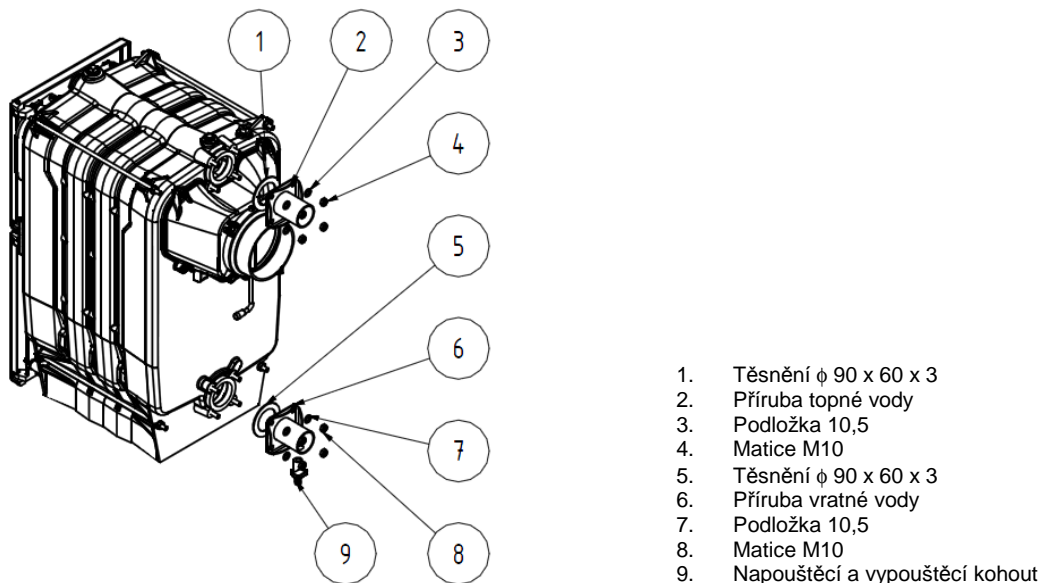 1 2 3
4
5
6
7
9 8
1. Těsnění ϕ 90 x 60 x 3
2. Příruba topné vody
3. Podložka 10,5
4. Matice M10
5. Těsnění ϕ 90 x 60 x 3
6. Příruba vratné vody
7. Podložka 10,5
8. Matice M10
9. Napouštěcí a vypouštěcí kohout